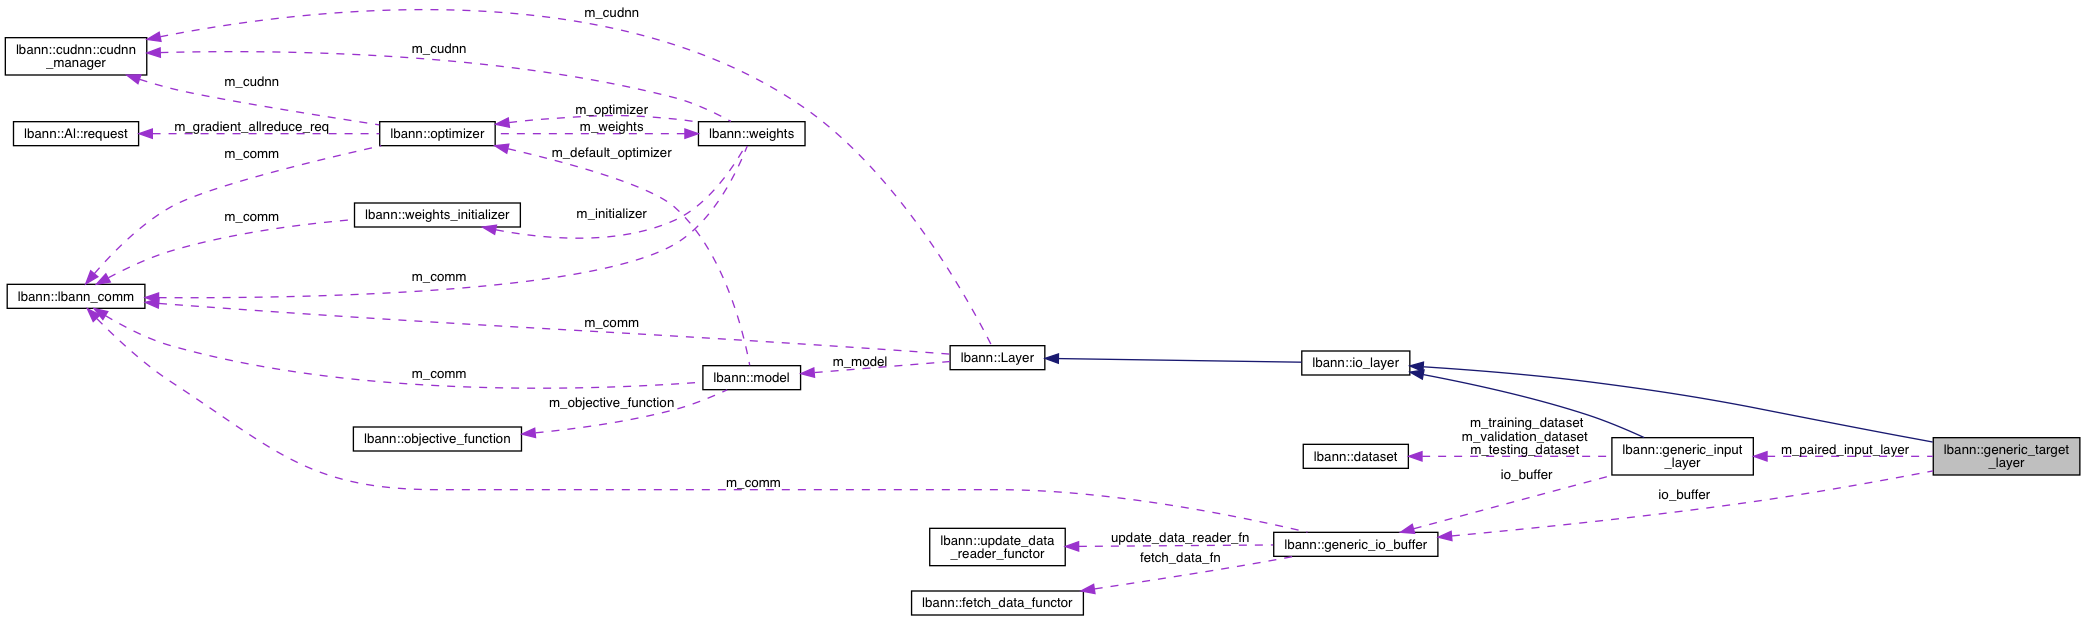 m_cudnn
lbann::cudnn::cudnn
_manager
m_cudnn
m_cudnn
m_optimizer
lbann::Al::request
m_gradient_allreduce_req
lbann::optimizer
m_weights
lbann::weights
m_comm
m_default_optimizer
m_comm
lbann::weights_initializer
m_initializer
lbann::lbann_comm
m_comm
m_comm
lbann::Layer
m_model
lbann::io_layer
m_comm
lbann::model
m_objective_function
lbann::objective_function
m_training_dataset
m_validation_dataset
m_testing_dataset
lbann::dataset
lbann::generic_input
_layer
m_paired_input_layer
lbann::generic_target
_layer
m_comm
io_buffer
io_buffer
lbann::update_data
_reader_functor
update_data_reader_fn
lbann::generic_io_buffer
fetch_data_fn
lbann::fetch_data_functor